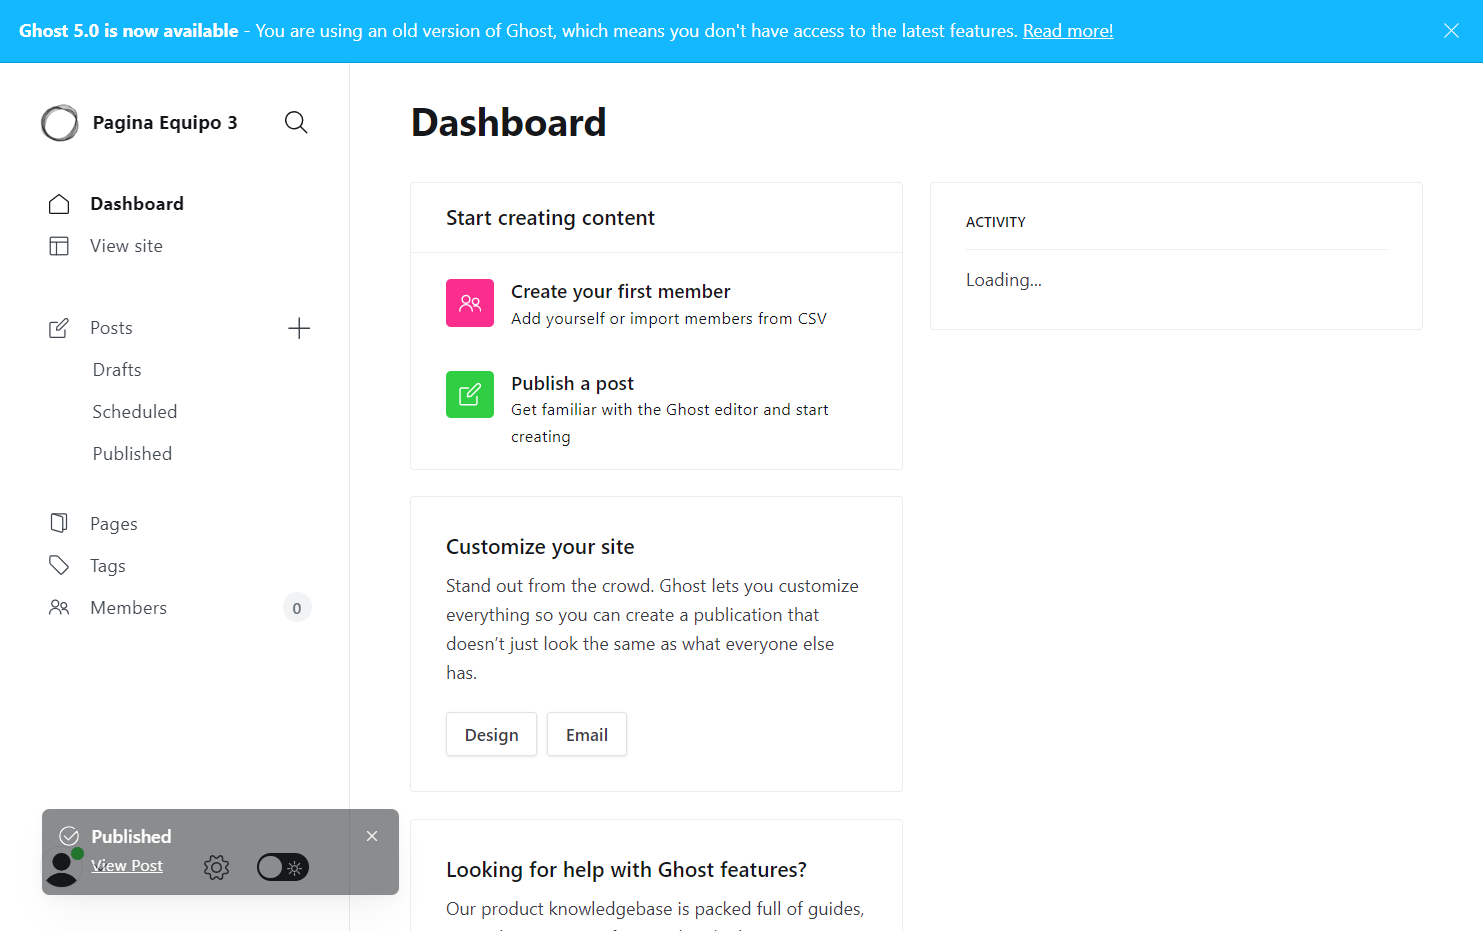 Ghost 5.0 is now available - You are using an old version of Ghost, which means you don't have access to the latest features. Read more!
Pagina Equipo 3
Dashboard
View site
Posts
Drafts
Scheduled
Published
Pages
Tags
Members
0
Published
View Post
Dashboard
Start creating content
Create your first member
Add yourself or import members from CSV
Publish a post
Get familiar with the Ghost editor and start
creating
Customize your site
Stand out from the crowd. Ghost lets you customize
everything so you can create a publication that
doesn’t just look the same as what everyone else
has.
Design
Email
Looking for help with Ghost features?
Our product knowledgebase is packed full of guides,
ACTIVITY
Loading...